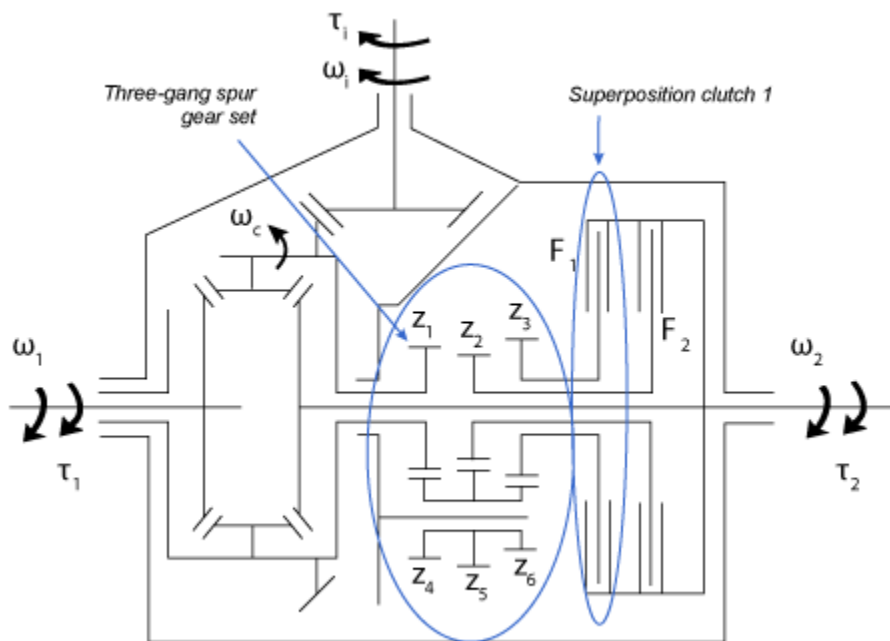 τi
ωi
Three-gang spur
gear set
Superposition clutch 1
ωc
F1
z1
z2
z3
F2
ω1
ω2
τ1
τ2
z4
z5
z6